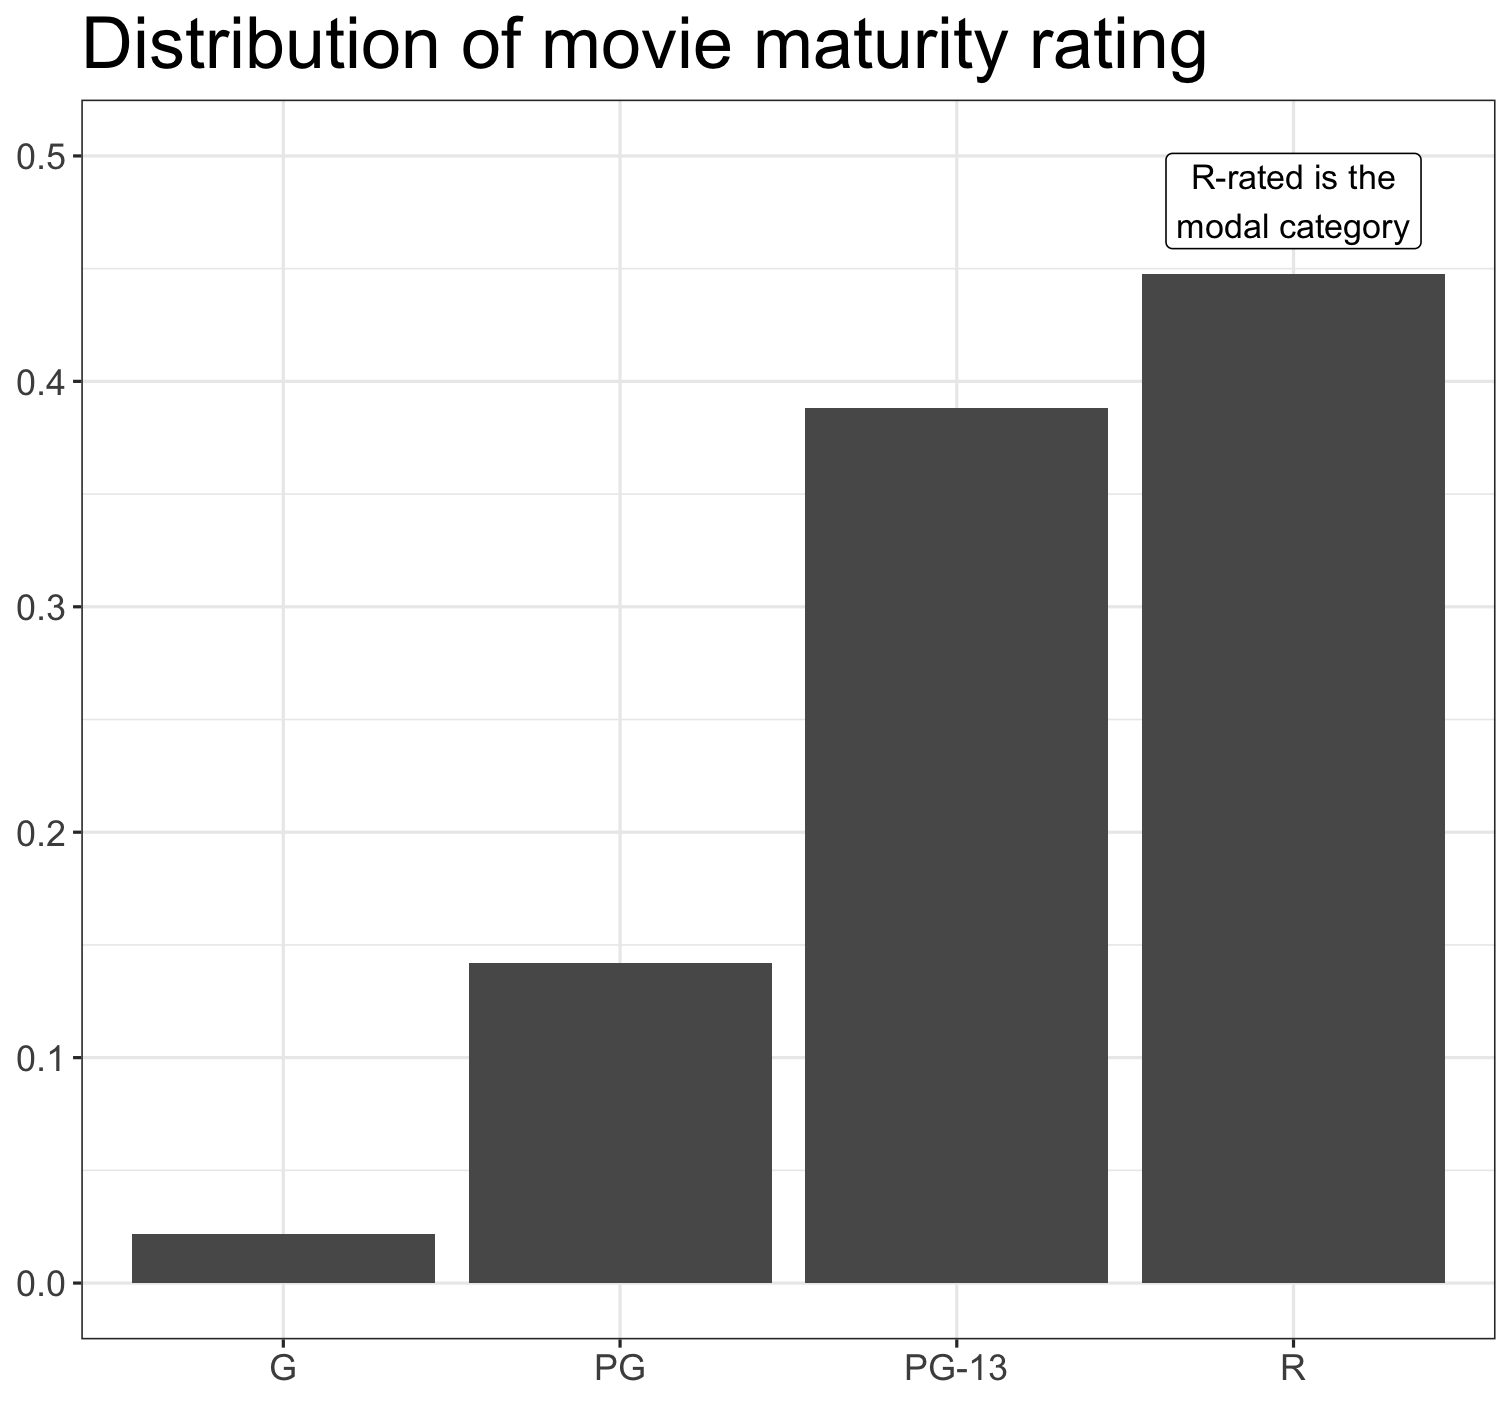 Distribution of movie maturity rating
0.5
R-rated is the
modal category
0.4
0.3
0.2
0.1
0.0
G
PG
PG-13
R